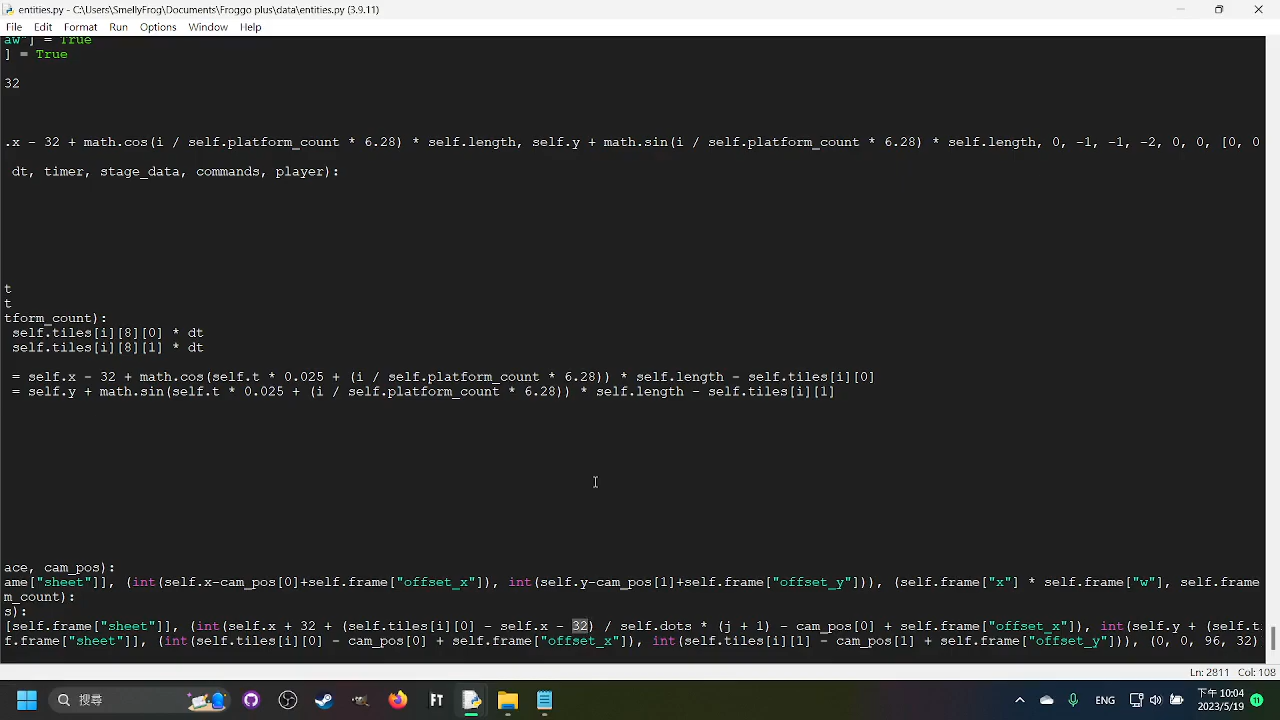 entities.py - C:\Users\SmellyFrog\Documents\Froggo plus\data\entities.py (3.9.11)
File Edit Format Run Options Window Help
aw"] = True
] = True
32
.x - 32 + math.cos(i / self.platform_count * 6.28) * self.length, self.y + math.sin(i / self.platform_count * 6.28) * self.length, 0, -1, -1, -2, 0, 0, [0, 0
dt, timer, stage_data, commands, player):
t
t
tform_count):
self.tiles[i][8][0] * dt
self.tiles[i][8][1] * dt
= self.x - 32 + math.cos(self.t * 0.025 + (i / self.platform_count * 6.28)) * self.length - self.tiles[i][0]
= self.y + math.sin(self.t * 0.025 + (i / self.platform_count * 6.28)) * self.length - self.tiles[i][1]
ace, cam_pos):
ame["sheet"]], (int(self.x-cam_pos[0]+self.frame["offset_x"]), int(self.y-cam_pos[1]+self.frame["offset_y"])), (self.frame["x"] * self.frame["w"], self.frame
m_count):
s):
[self.frame["sheet"]], (int(self.x + 32 + (self.tiles[i][0] - self.x - 32) / self.dots * (j + 1) - cam_pos[0] + self.frame["offset_x"]), int(self.y + (self.t
f.frame["sheet"]], (int(self.tiles[i][0] - cam_pos[0] + self.frame["offset_x"]), int(self.tiles[i][1] - cam_pos[1] + self.frame["offset_y"])), (0, 0, 96, 32)
Ln: 2811 Col: 108
搜尋
ENG
下午 10:04
2023/5/19
11